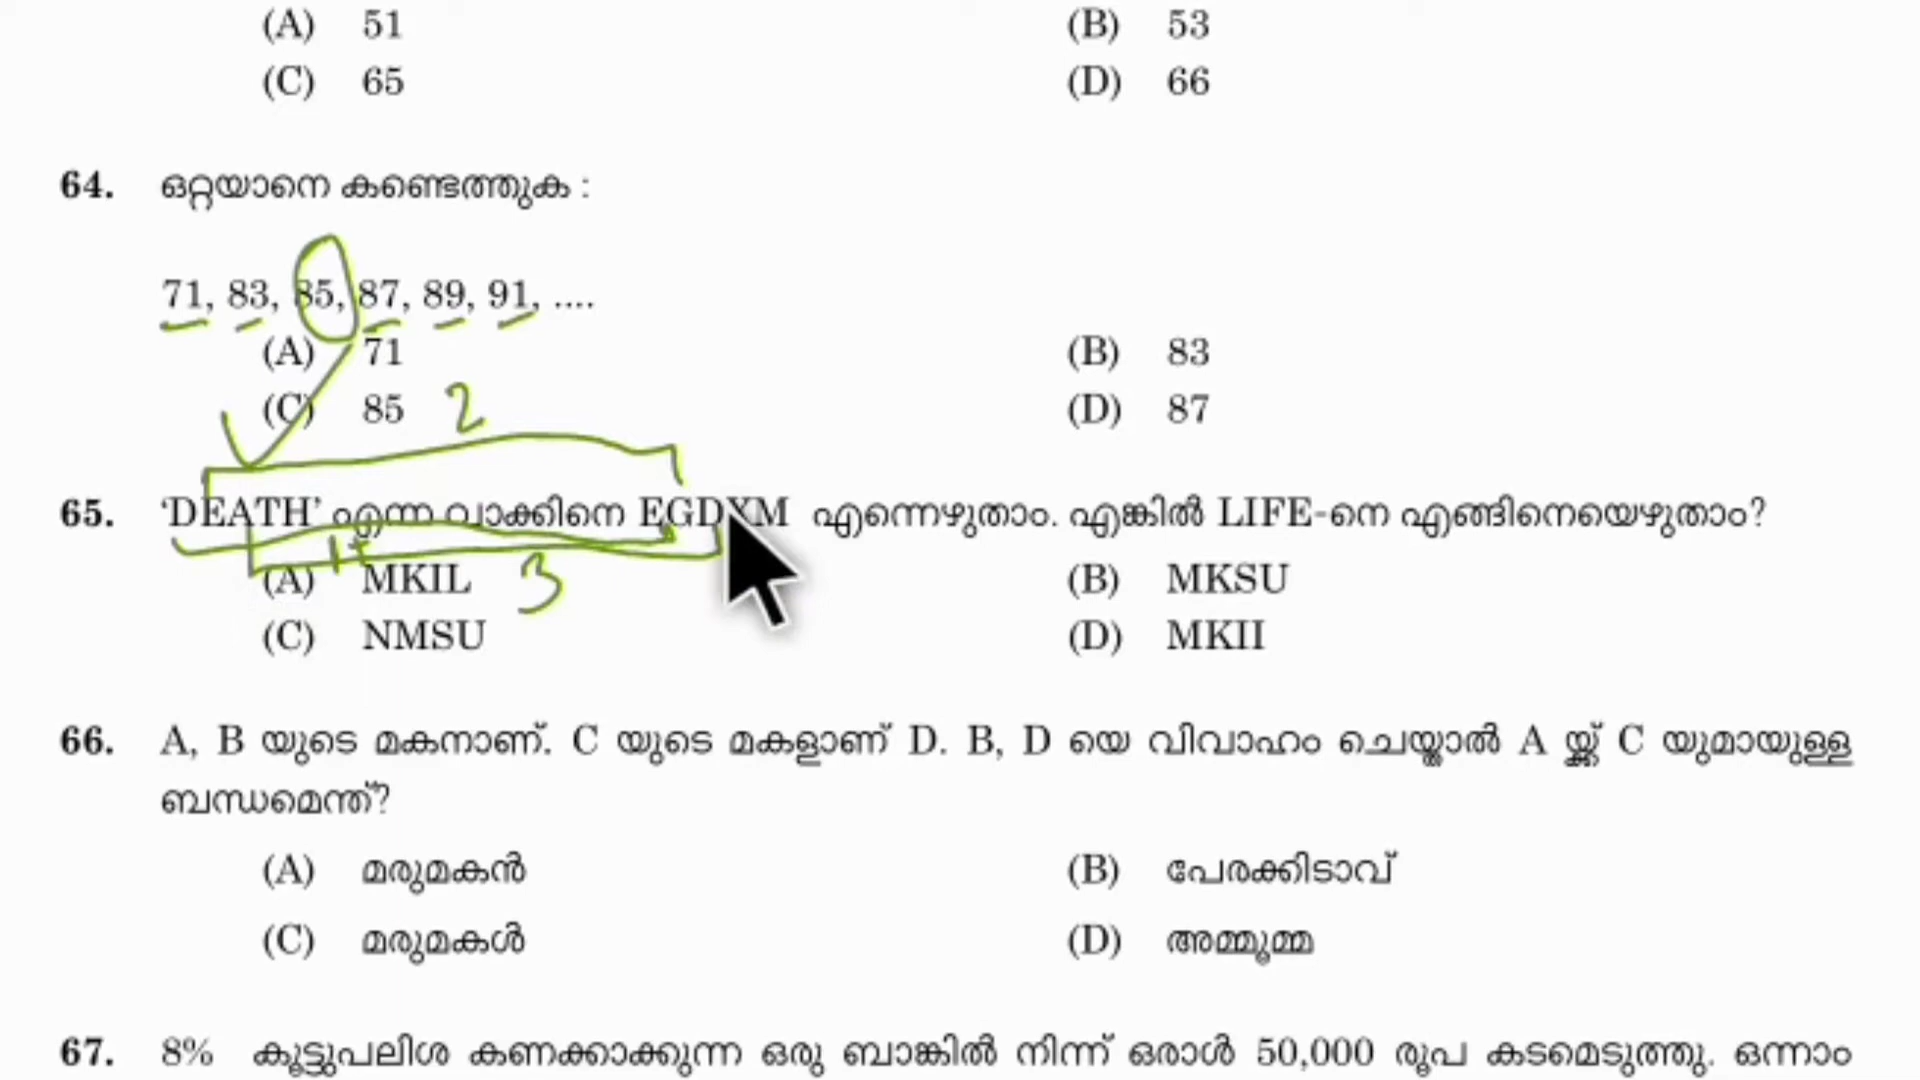 (A) 51 (B) 53
(C) 65 (D) 66
64. ഒറ്റയാനെ കണ്ടെത്തുക :
71, 83, 85, 87, 89, 91, ....
(A) 71 (B) 83
(C) 85 2 (D) 87
65. ‘DEATH’ എന്ന വാക്കിനെ EGDXM എന്നെഴുതാം. എങ്കിൽ LIFE-നെ എങ്ങിനെയെഴുതാം?
(A) MKIL 3 (B) MKSU
(C) NMSU (D) MKII
66. A, B യുടെ മകനാണ്. C യുടെ മകളാണ് D. B, D യെ വിവാഹം ചെയ്താൽ A യ്ക്ക് C യുമായുള്ള
ബന്ധമെന്ത്?
(A) മരുമകൻ (B) പേരക്കിടാവ്
(C) മരുമകൾ (D) അമ്മൂമ്മ
67. 8% കൂട്ടുപലിശ കണക്കാക്കുന്ന ഒരു ബാങ്കിൽ നിന്ന് ഒരാൾ 50,000 രൂപ കടമെടുത്തു. ഒന്നാം